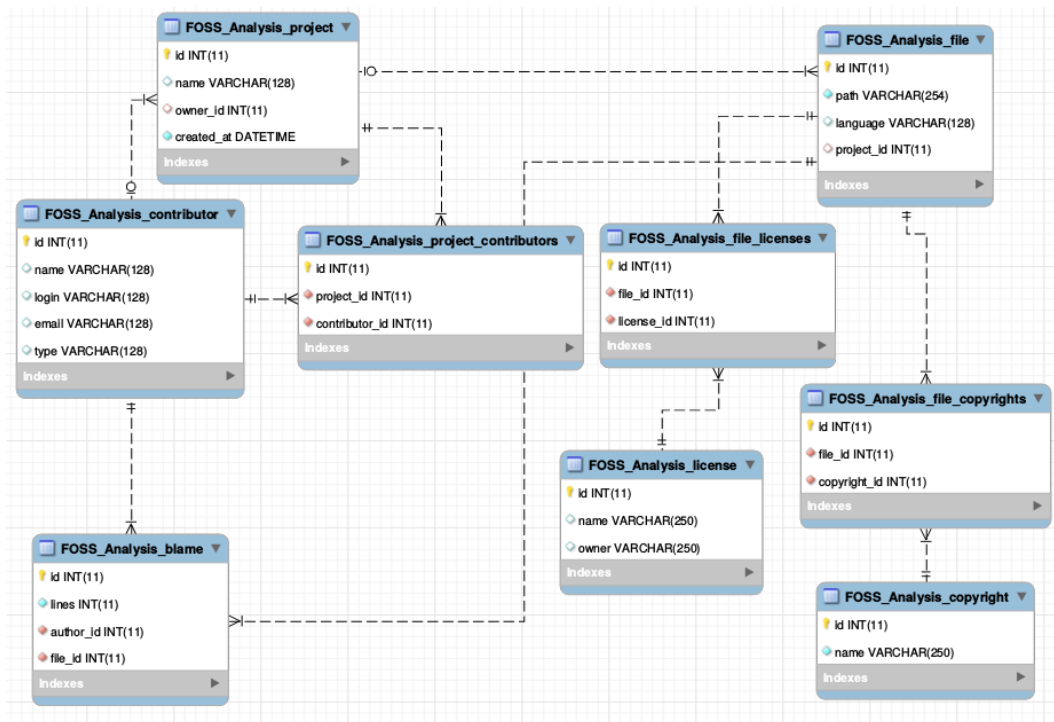 FOSS_Analysis_project
id INT(11)
name VARCHAR(128)
owner_id INT(11)
created_at DATETIME
Indexes
FOSS_Analysis_file
id INT(11)
path VARCHAR(254)
language VARCHAR(128)
project_id INT(11)
Indexes
FOSS_Analysis_contributor
id INT(11)
name VARCHAR(128)
login VARCHAR(128)
email VARCHAR(128)
type VARCHAR(128)
Indexes
FOSS_Analysis_project_contributors
id INT(11)
project_id INT(11)
contributor_id INT(11)
Indexes
FOSS_Analysis_file_licenses
id INT(11)
file_id INT(11)
license_id INT(11)
Indexes
FOSS_Analysis_file_copyrights
id INT(11)
file_id INT(11)
copyright_id INT(11)
Indexes
FOSS_Analysis_license
id INT(11)
name VARCHAR(250)
owner VARCHAR(250)
Indexes
FOSS_Analysis_blame
id INT(11)
lines INT(11)
author_id INT(11)
file_id INT(11)
Indexes
FOSS_Analysis_copyright
id INT(11)
name VARCHAR(250)
Indexes